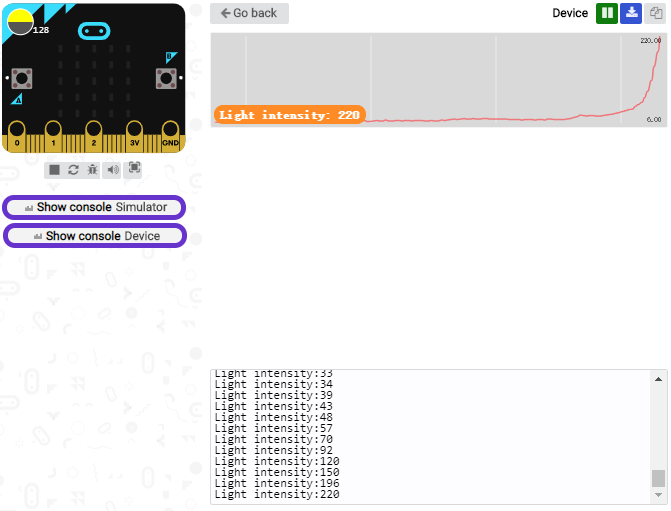 128
B
A
0 1 2 3V GND
Show console Simulator
Show console Device
Go back
Device
220.00
Light intensity: 220
6.00
Light intensity:33
Light intensity:34
Light intensity:39
Light intensity:43
Light intensity:48
Light intensity:57
Light intensity:70
Light intensity:92
Light intensity:120
Light intensity:150
Light intensity:196
Light intensity:220